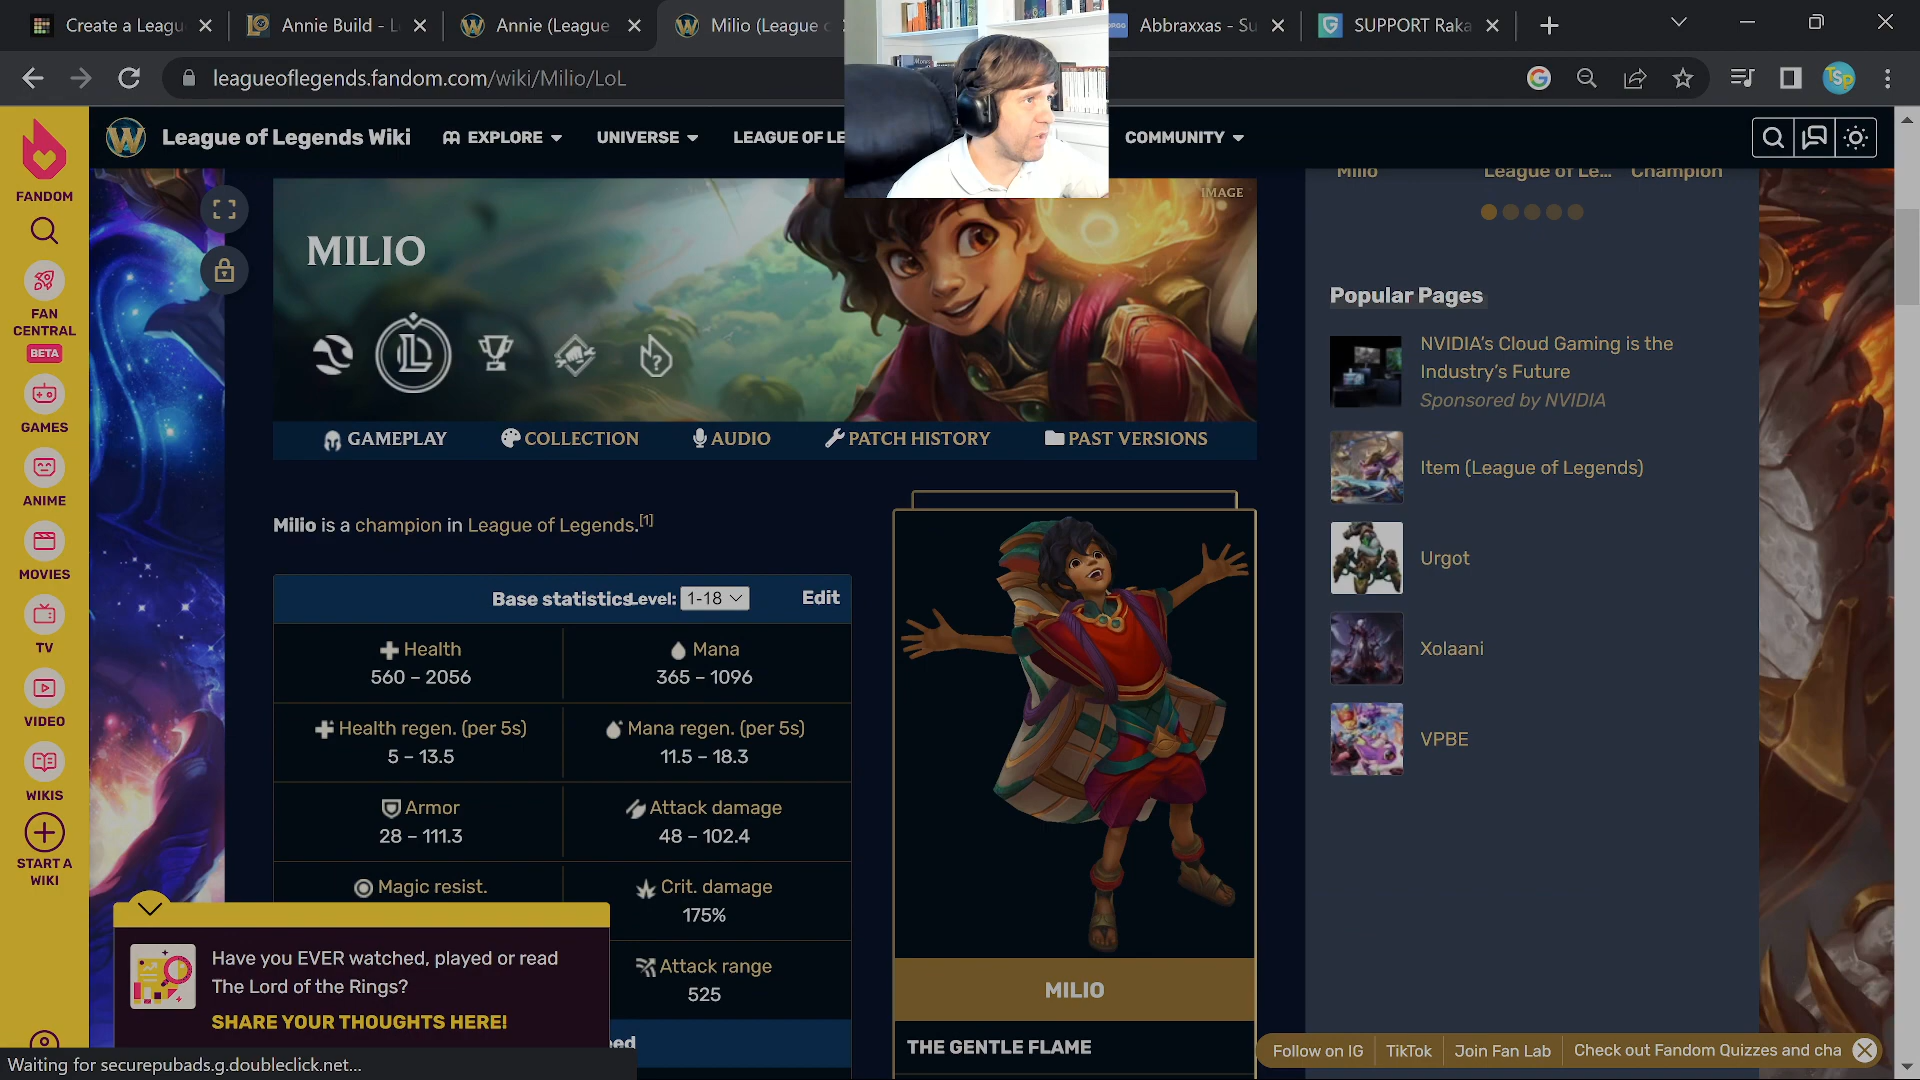 Create a Leagu
Annie Build - L
Annie (League
Milio (League o
Abbraxxas - Su
SUPPORT Raka
leagueoflegends.fandom.com/wiki/Milio/LoL
TSP
League of Legends Wiki
EXPLORE
UNIVERSE
LEAGUE OF LE
COMMUNITY
FANDOM
FAN
CENTRAL
BETA
GAMES
ANIME
MOVIES
TV
VIDEO
WIKIS
START A
WIKI
IMAGE
MILIO
GAMEPLAY
COLLECTION
AUDIO
PATCH HISTORY
PAST VERSIONS
Milio is a champion in League of Legends.[1]
Base statistics Level: 1-18 Edit
Health
560 – 2056
Mana
365 – 1096
Health regen. (per 5s)
5 – 13.5
Mana regen. (per 5s)
11.5 – 18.3
Armor
28 – 111.3
Attack damage
48 – 102.4
Magic resist.
Crit. damage
175%
Attack range
525
eed
MILIO
THE GENTLE FLAME
Milio
League of Le...
Champion
Popular Pages
NVIDIA's Cloud Gaming is the
Industry's Future
Sponsored by NVIDIA
Item (League of Legends)
Urgot
Xolaani
VPBE
Have you EVER watched, played or read
The Lord of the Rings?
SHARE YOUR THOUGHTS HERE!
Waiting for securepubads.g.doubleclick.net...
Follow on IG
TikTok
Join Fan Lab
Check out Fandom Quizzes and cha